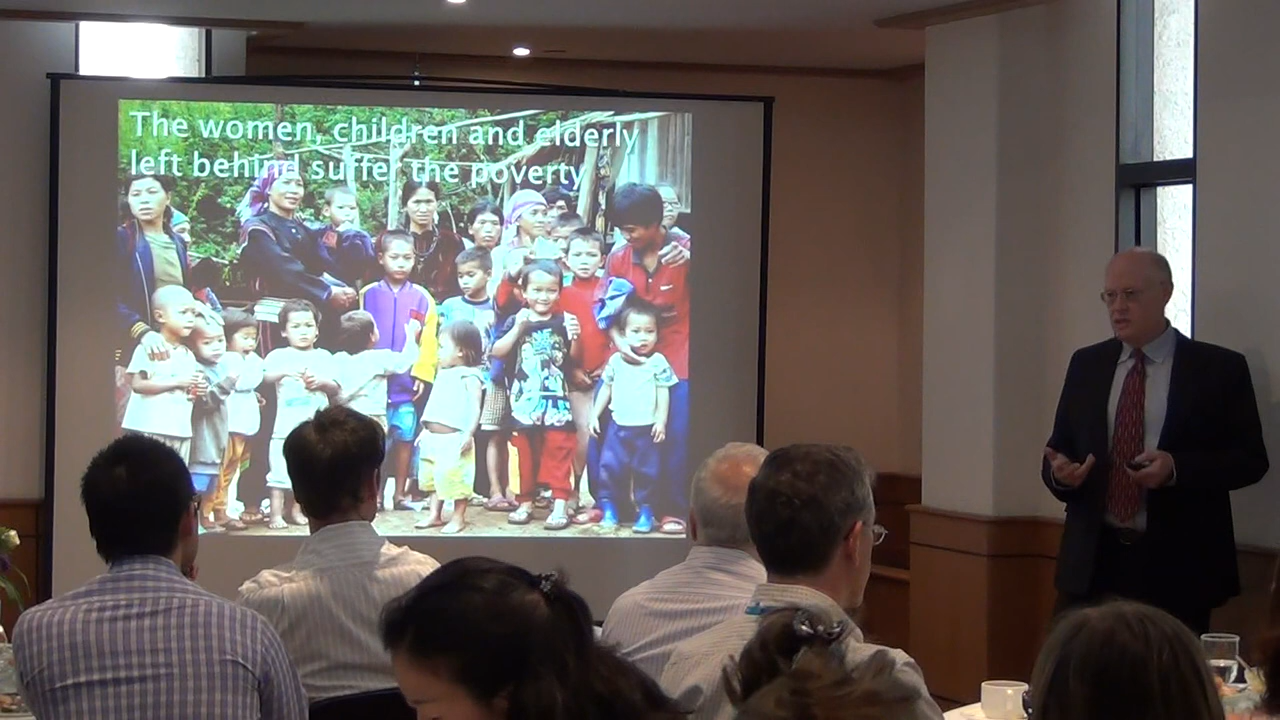 The women, children and elderly
left behind suffer the poverty